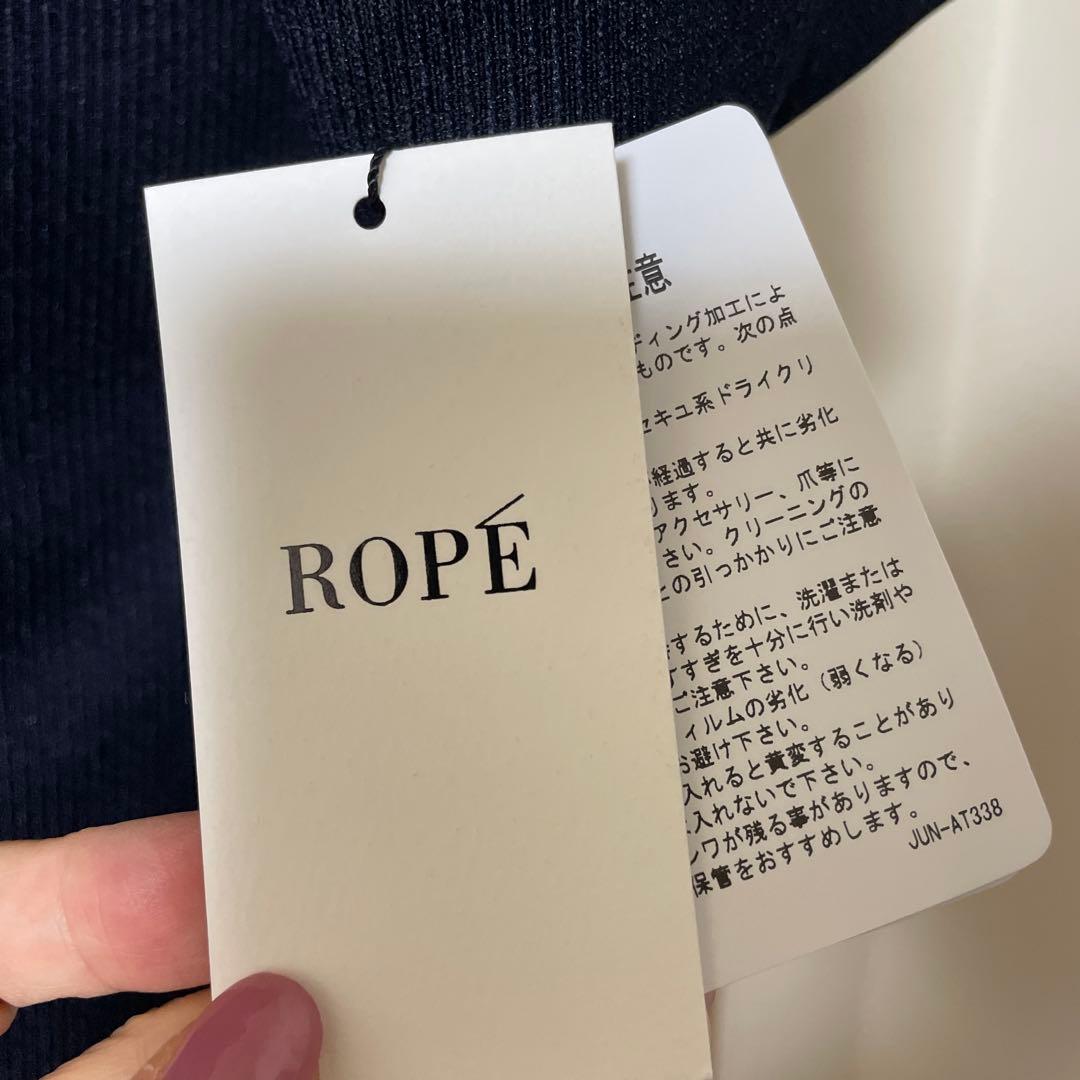 ROPÉ
注意
ディング加工によ
ものです。次の点
セキユ系ドライクリ
経過すると共に劣化
ります。
アクセサリー、爪等に
さい。クリーニングの
との引っかかりにご注意
するために、洗濯または
すすぎを十分に行い洗剤や
ご注意下さい。
ィルムの劣化（弱くなる）
お避け下さい。
入れると黄変することがあり
に入れないで下さい。
シワが残る事がありますので、
保管をおすすめします。
JUN-AT338